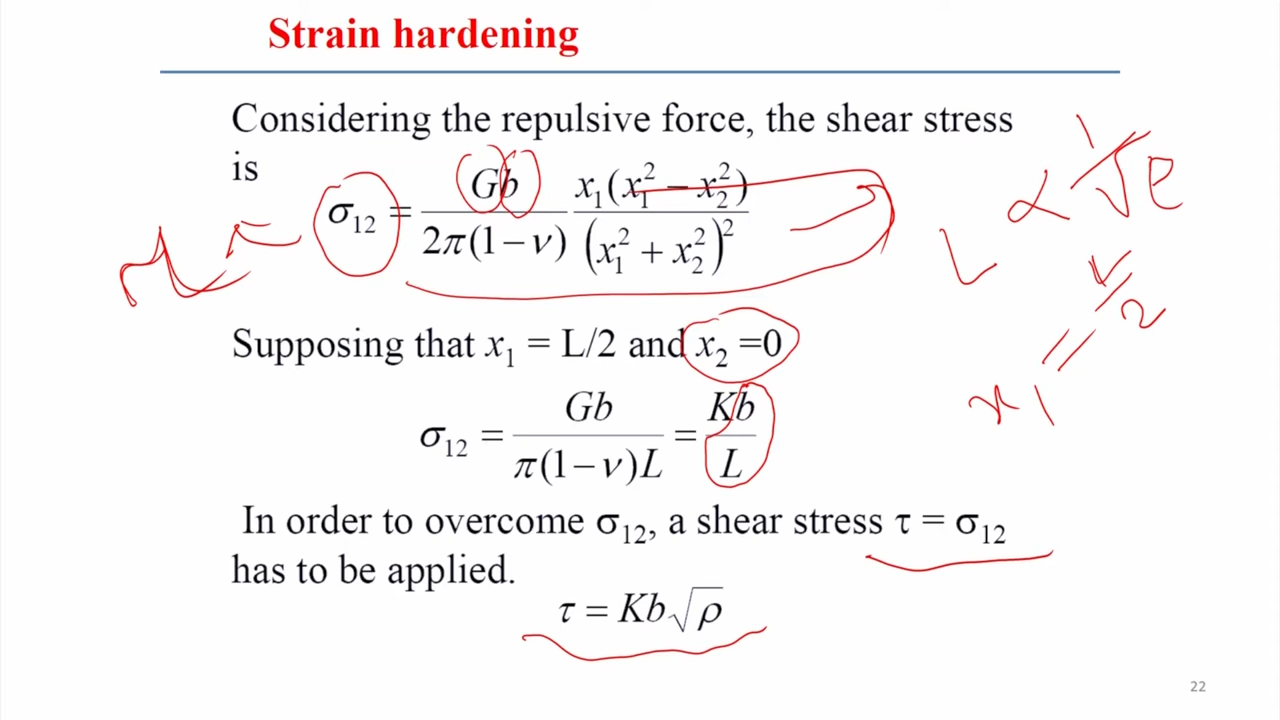 Strain hardening
Considering the repulsive force, the shear stress
is
σ₁₂ = Gb / 2π(1−ν) x₁(x₁² − x₂²) / (x₁² + x₂²)²
L ∝ 1/√ρ
Supposing that x₁ = L/2 and x₂ =0
x₁ = L/2
σ₁₂ = Gb / π(1−ν)L = Kb / L
In order to overcome σ₁₂, a shear stress τ = σ₁₂
has to be applied.
τ = Kb√ρ
22